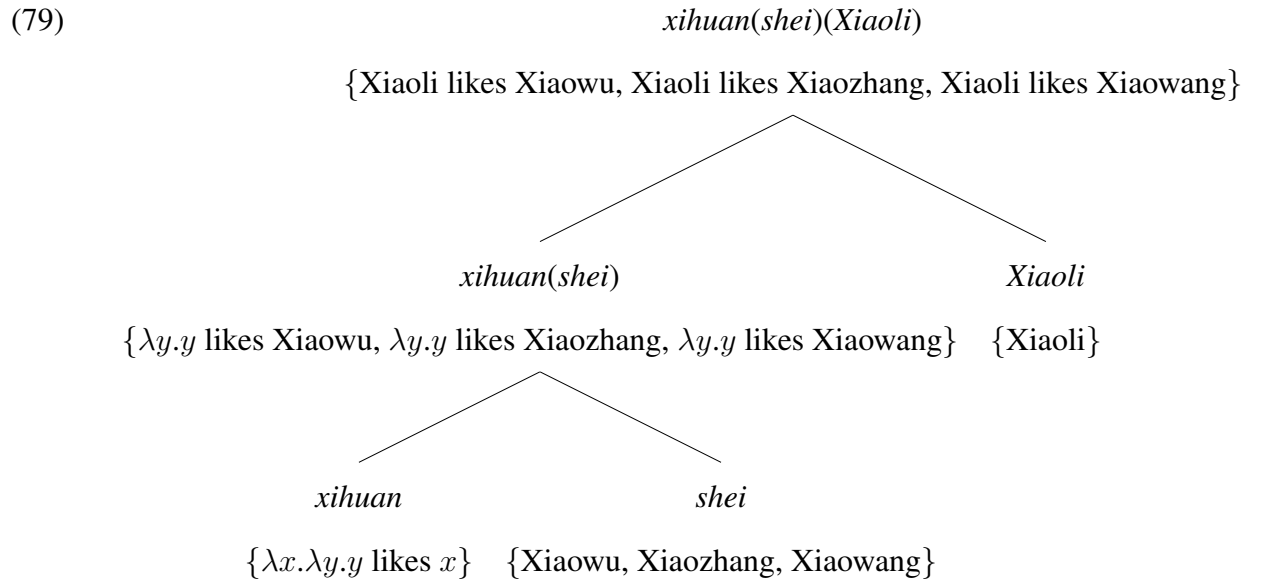 (79) xihuan(shei)(Xiaoli)
{Xiaoli likes Xiaowu, Xiaoli likes Xiaozhang, Xiaoli likes Xiaowang}
xihuan(shei) Xiaoli
{λy.y likes Xiaowu, λy.y likes Xiaozhang, λy.y likes Xiaowang} {Xiaoli}
xihuan shei
{λx.λy.y likes x} {Xiaowu, Xiaozhang, Xiaowang}